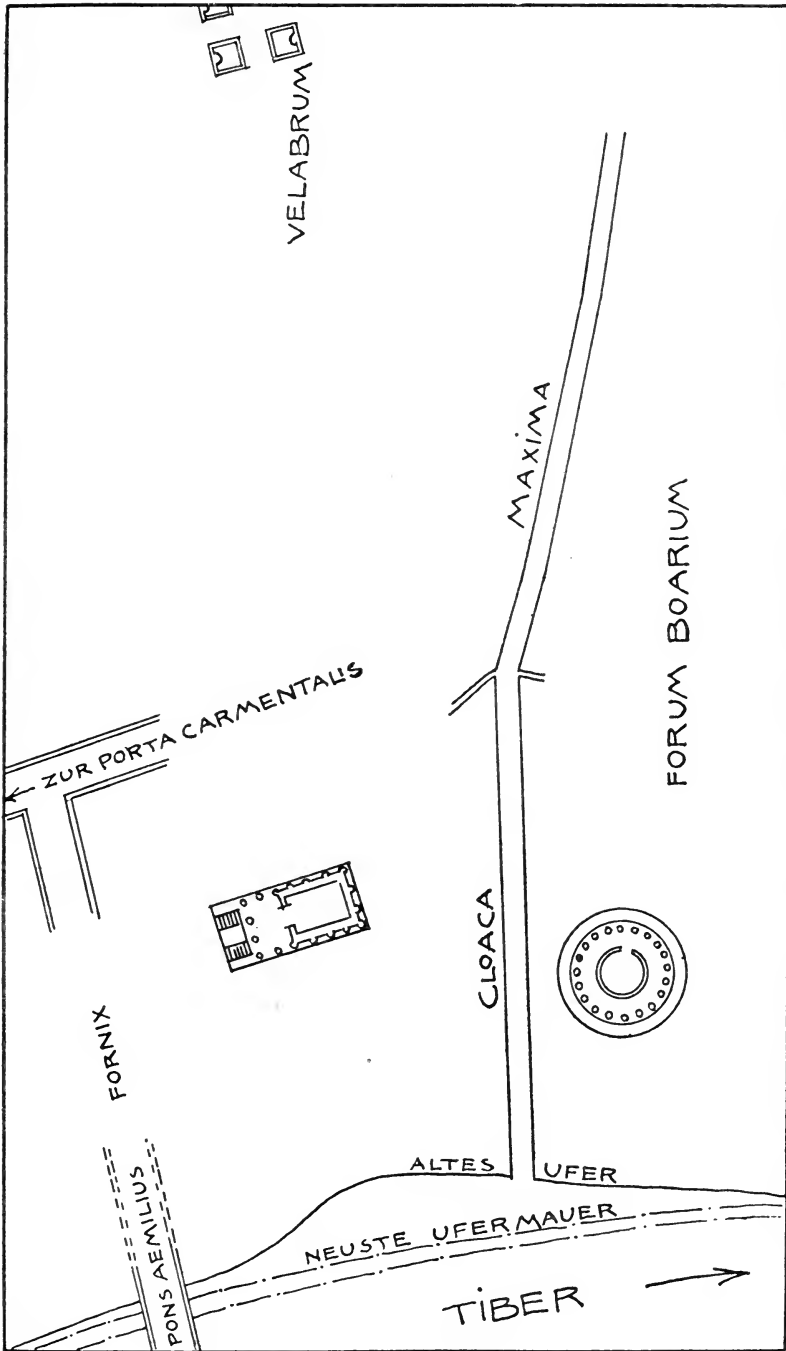 VELABRUM
MAXIMA
FORUM BOARIUM
← ZUR PORTA CARMENTALIS
CLOACA
FORNIX
ALTES UFER
PONS AEMILIUS
NEUSTE UFERMAUER
TIBER →